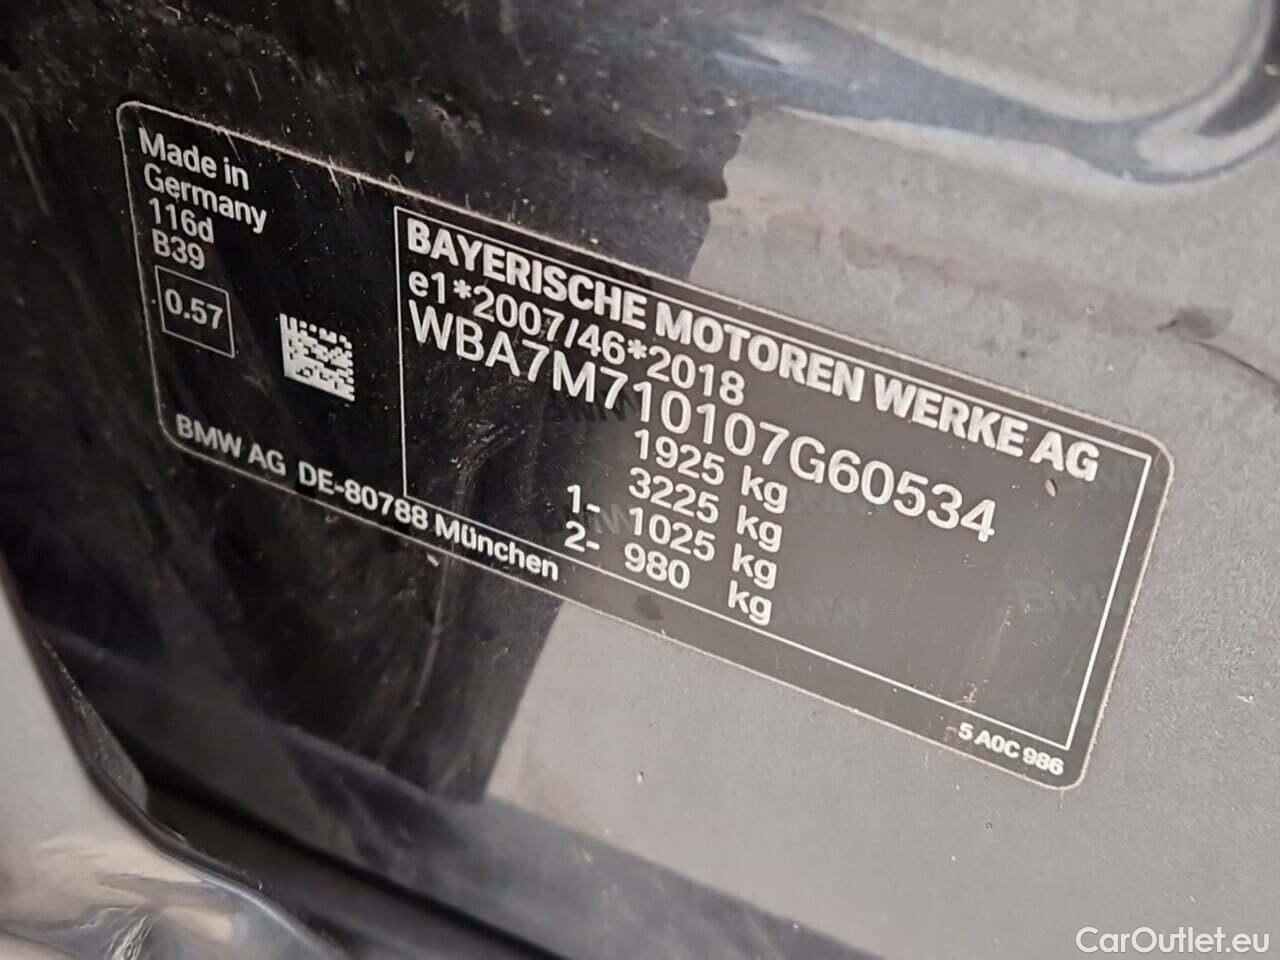 Made in
Germany
116d
B39
0.57
BAYERISCHE MOTOREN WERKE AG
e1*2007/46*2018
WBA7M710107G60534
1925 kg
3225 kg
1- 1025 kg
2- 980 kg
BMW AG DE-80788 München
5 A0C 986
CarOutlet.eu